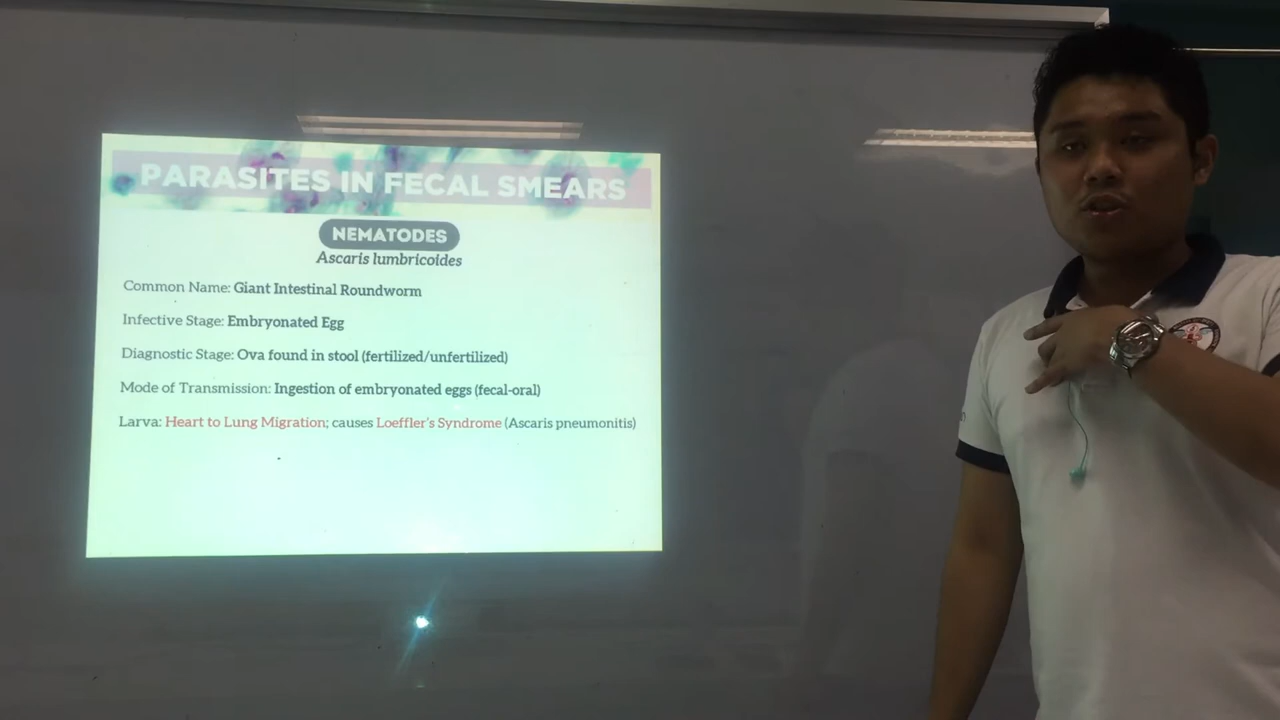 PARASITES IN FECAL SMEARS
NEMATODES
Ascaris lumbricoides
Common Name: Giant Intestinal Roundworm
Infective Stage: Embryonated Egg
Diagnostic Stage: Ova found in stool (fertilized/unfertilized)
Mode of Transmission: Ingestion of embryonated eggs (fecal-oral)
Larva: Heart to Lung Migration; causes Loeffler's Syndrome (Ascaris pneumonitis)